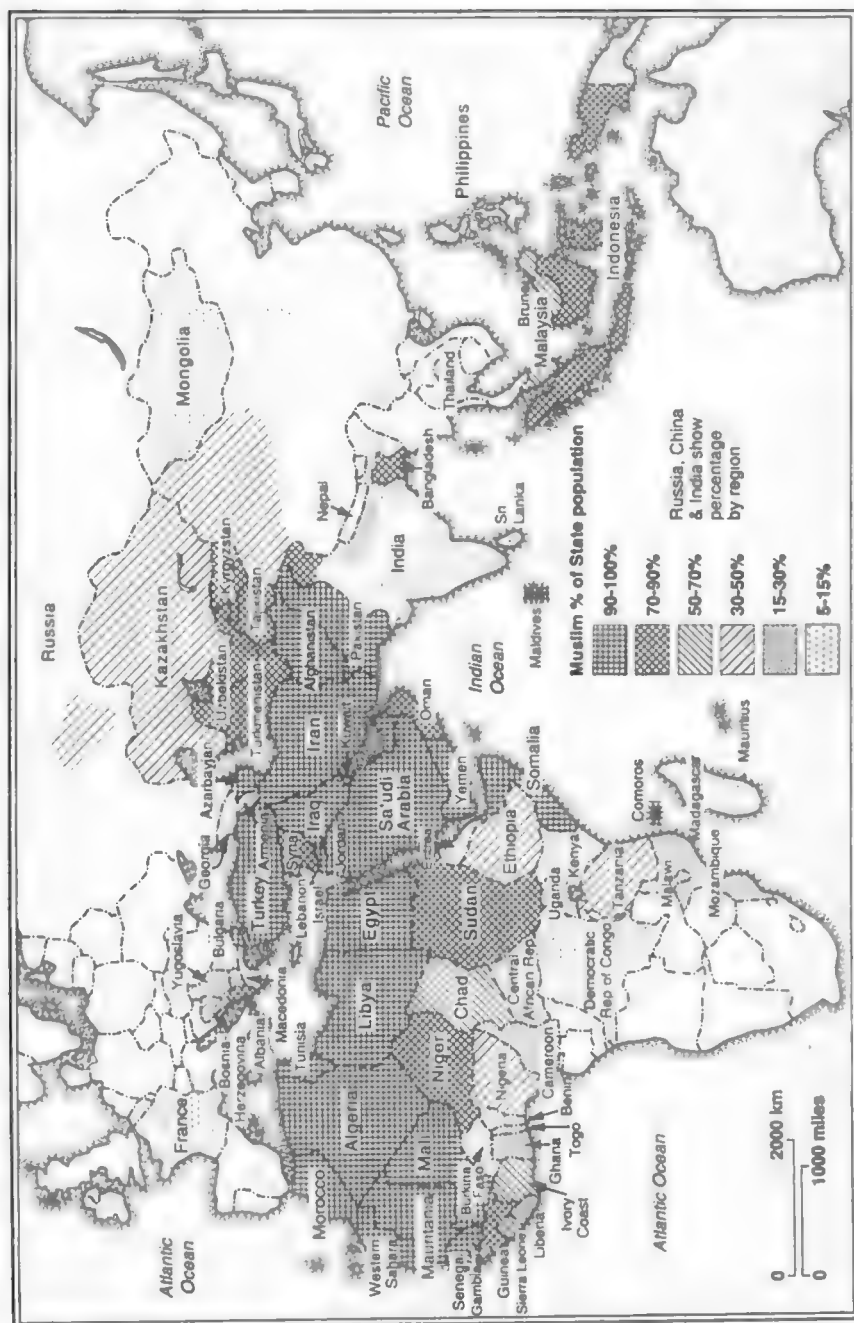 Atlantic
Ocean
France
Yugoslavia
Bulgaria
Bosnia
Herzegovina
Albania
Macedonia
Georgia
Azarbayjan
Russia
Kazakhstan
Mongolia
Uzbekistan
Kyrgyzstan
Turkmenistan
Tajikistan
Turkey
Armenia
Syria
Lebanon
Israel
Jordan
Iraq
Iran
Kuwait
Afghanistan
Pakistan
Nepal
India
Bangladesh
Sri
Lanka
Maldives
Thailand
Malaysia
Brunei
Indonesia
Philippines
Pacific
Ocean
Indian
Ocean
Morocco
Tunisia
Western
Sahara
Algeria
Libya
Egypt
Sa'udi
Arabia
Oman
Yemen
Mauritania
Mali
Niger
Chad
Sudan
Eritrea
Ethiopia
Somalia
Senegal
Gambia
Guinea
Sierra Leone
Liberia
Burkina
Faso
Ivory
Coast
Ghana
Togo
Benin
Cameroon
Nigeria
Central
African Rep
Democratic
Rep of Congo
Uganda
Kenya
Tanzania
Malawi
Mozambique
Comoros
Madagascar
Mauritius
Atlantic Ocean
0 2000 km
0 1000 miles
Muslim % of State population
90-100%
70-90%
50-70%
30-50%
15-30%
5-15%
Russia, China
& India show
percentage
by region